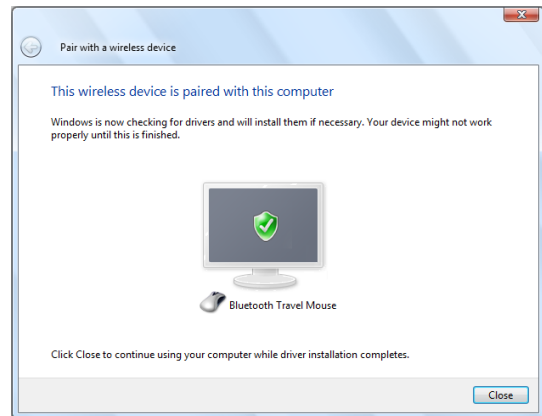 Pair with a wireless device
This wireless device is paired with this computer
Windows is now checking for drivers and will install them if necessary. Your device might not work
properly until this is finished.
Bluetooth Travel Mouse
Click Close to continue using your computer while driver installation completes.
Close